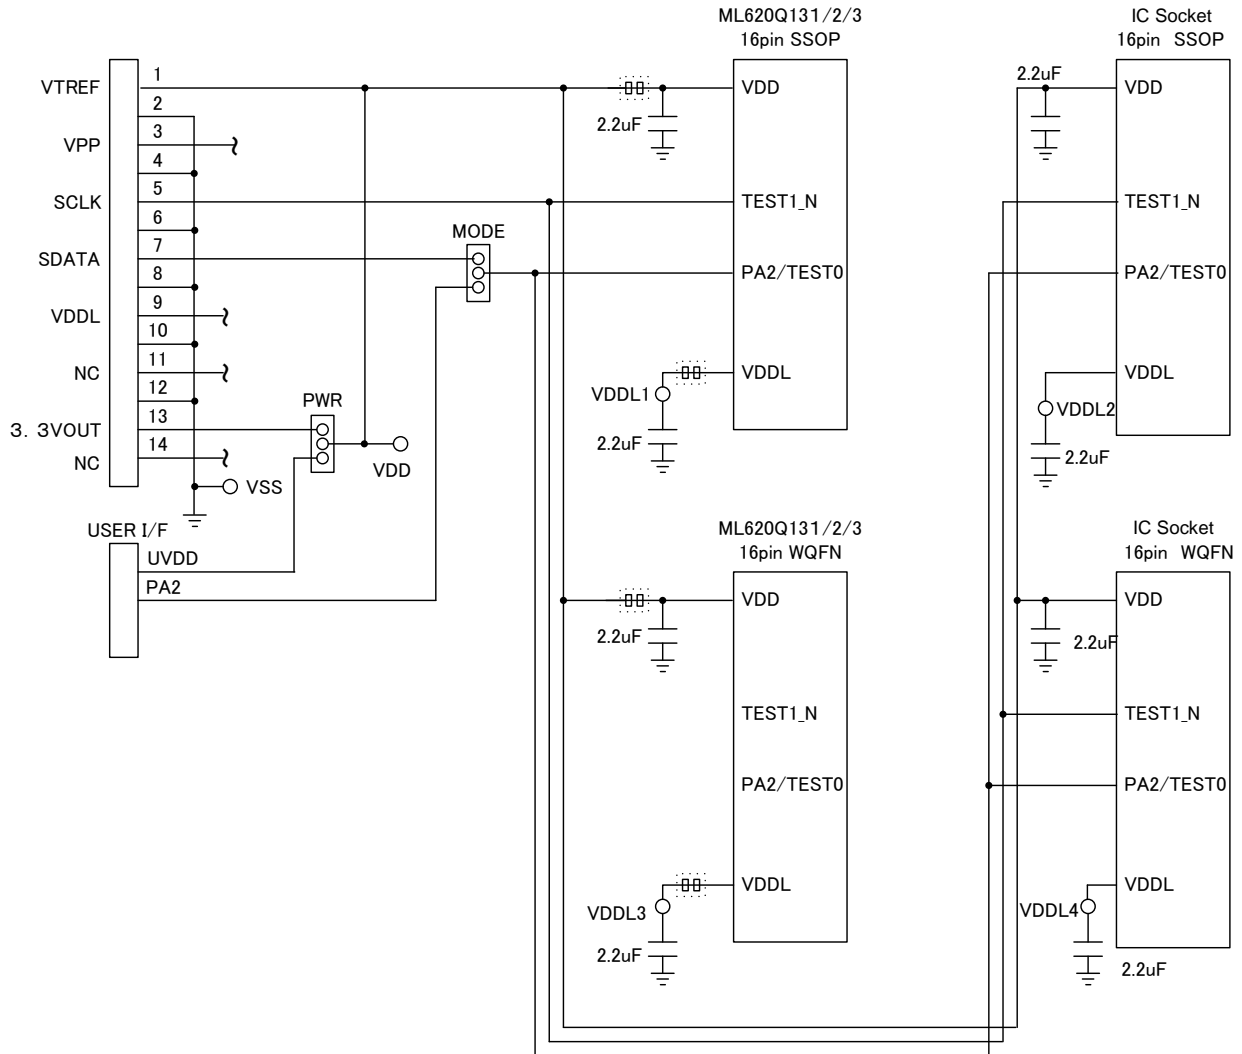 VTREF
VPP
SCLK
SDATA
VDDL
NC
3. 3VOUT
NC
1
2
3
4
5
6
7
8
9
10
11
12
13
14
VSS
PWR
VDD
MODE
USER I/F
UVDD
PA2
ML620Q131/2/3
16pin SSOP
2.2uF
VDD
TEST1_N
PA2/TEST0
VDDL
VDDL1
2.2uF
IC Socket
16pin SSOP
2.2uF
VDD
TEST1_N
PA2/TEST0
VDDL
VDDL2
2.2uF
ML620Q131/2/3
16pin WQFN
VDD
2.2uF
TEST1_N
PA2/TEST0
VDDL
VDDL3
2.2uF
IC Socket
16pin WQFN
VDD
2.2uF
TEST1_N
PA2/TEST0
VDDL
VDDL4
2.2uF